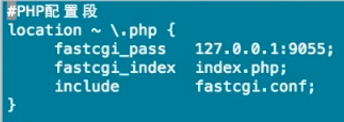 #PHP配置段
location ~ \.php {
fastcgi_pass 127.0.0.1:9055;
fastcgi_index index.php;
include fastcgi.conf;
}